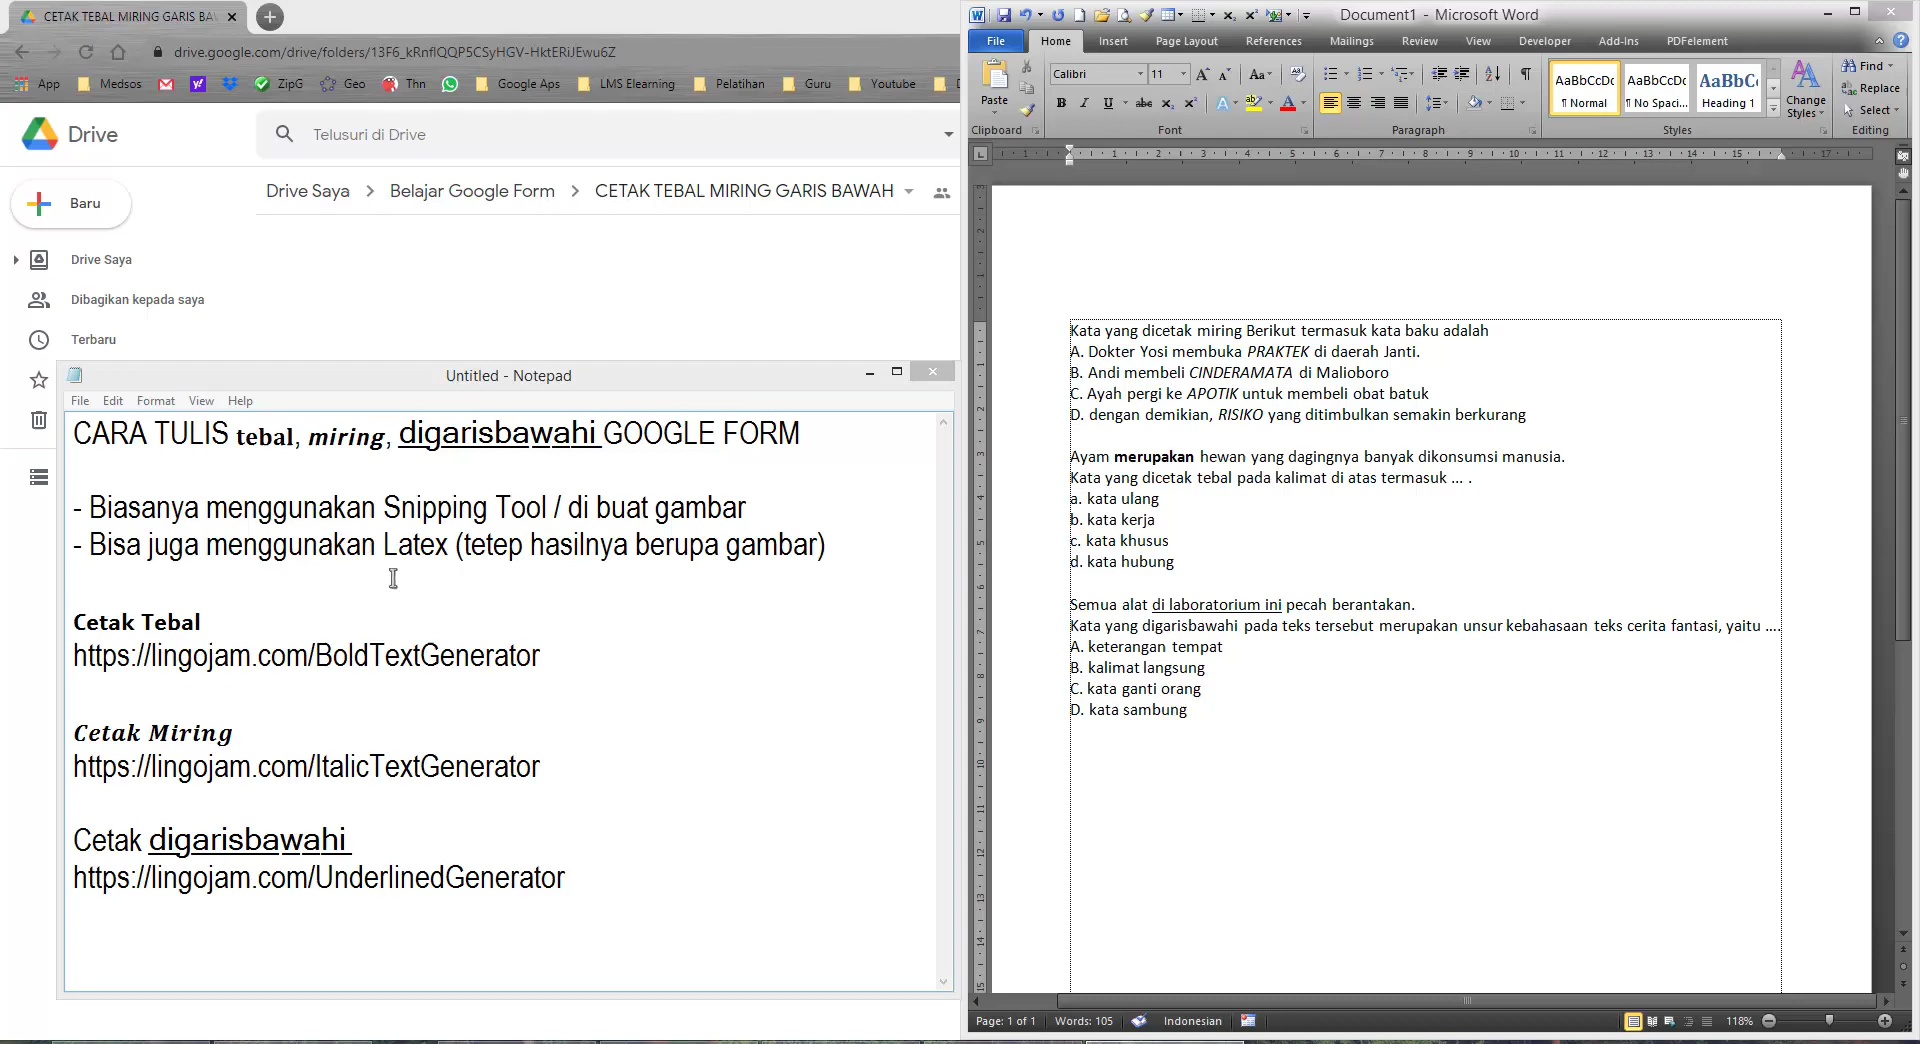 CETAK TEBAL MIRING GARIS BA
drive.google.com/drive/folders/13F6_kRnflQQP5CSyHGV-HktERiJEwu6Z
App Medsos ZipG Geo Thn Google Aps LMS Elearning Pelatihan Guru Youtube
Drive
Telusuri di Drive
Baru
Drive Saya > Belajar Google Form > CETAK TEBAL MIRING GARIS BAWAH
Drive Saya
Dibagikan kepada saya
Terbaru
Untitled - Notepad
File Edit Format View Help
CARA TULIS tebal, miring, digarisbawahi GOOGLE FORM
- Biasanya menggunakan Snipping Tool / di buat gambar
- Bisa juga menggunakan Latex (tetep hasilnya berupa gambar)
Cetak Tebal
https://lingojam.com/BoldTextGenerator
Cetak Miring
https://lingojam.com/ItalicTextGenerator
Cetak digarisbawahi
https://lingojam.com/UnderlinedGenerator
Document1 - Microsoft Word
File Home Insert Page Layout References Mailings Review View Developer Add-Ins PDFelement
Paste
Clipboard
Calibri 11
Font
Paragraph
AaBbCcDc AaBbCcDc AaBbC
¶ Normal ¶ No Spaci... Heading 1
Change Styles
Styles
Find
Replace
Select
Editing
Kata yang dicetak miring Berikut termasuk kata baku adalah
A. Dokter Yosi membuka PRAKTEK di daerah Janti.
B. Andi membeli CINDERAMATA di Malioboro
C. Ayah pergi ke APOTIK untuk membeli obat batuk
D. dengan demikian, RISIKO yang ditimbulkan semakin berkurang
Ayam merupakan hewan yang dagingnya banyak dikonsumsi manusia.
Kata yang dicetak tebal pada kalimat di atas termasuk ... .
a. kata ulang
b. kata kerja
c. kata khusus
d. kata hubung
Semua alat di laboratorium ini pecah berantakan.
Kata yang digarisbawahi pada teks tersebut merupakan unsur kebahasaan teks cerita fantasi, yaitu ....
A. keterangan tempat
B. kalimat langsung
C. kata ganti orang
D. kata sambung
Page: 1 of 1 Words: 105 Indonesian 118%